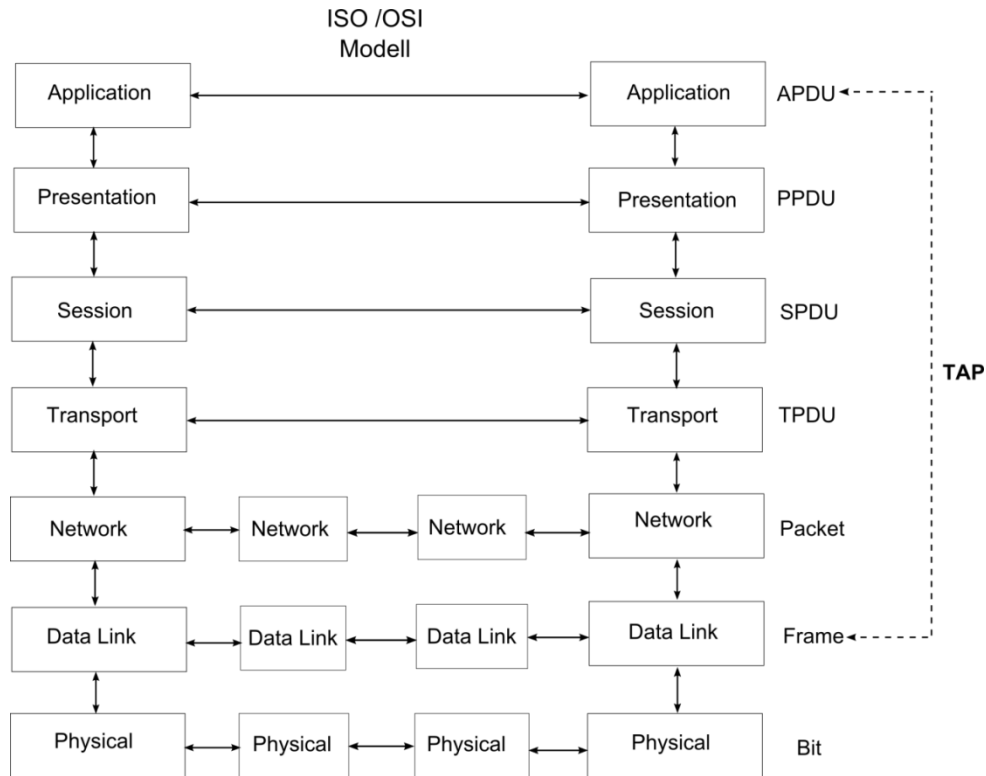 ISO /OSI
Modell
Application
Application
APDU
Presentation
Presentation
PPDU
Session
Session
SPDU
TAP
Transport
Transport
TPDU
Network
Network
Network
Network
Packet
Data Link
Data Link
Data Link
Data Link
Frame
Physical
Physical
Physical
Physical
Bit